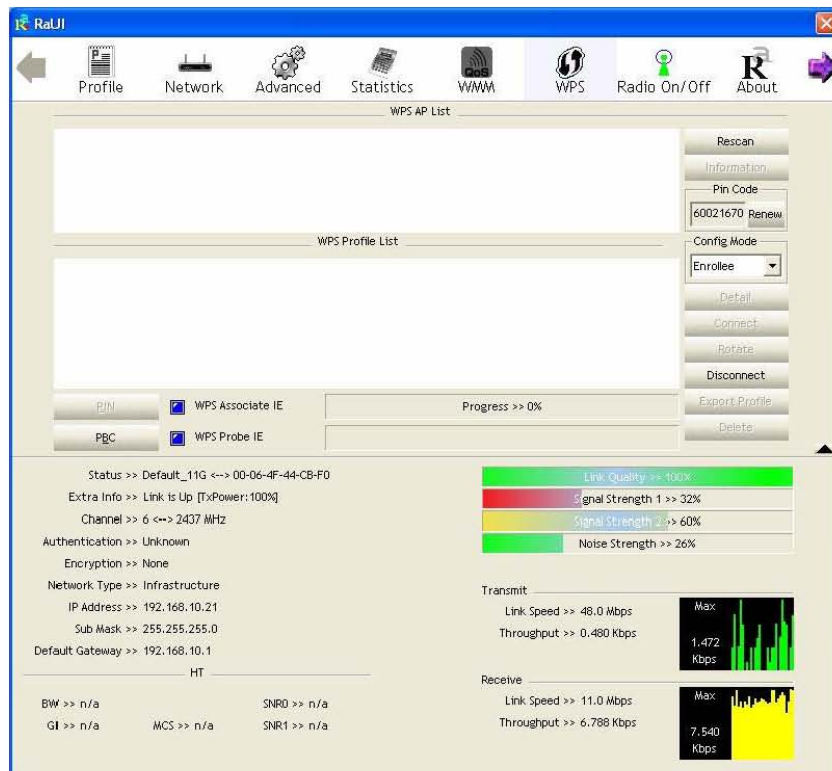 RaUI
Profile Network Advanced Statistics QoS WMM WPS Radio On/Off About
WPS AP List
Rescan
Information
Pin Code
60021670 Renew
WPS Profile List
Config Mode
Enrollee
Detail
Connect
Rotate
Disconnect
Export Profile
Delete
PIN WPS Associate IE Progress >> 0%
PBC WPS Probe IE
Status >> Default_11G <--> 00-06-4F-44-CB-F0
Extra Info >> Link is Up [TxPower:100%]
Channel >> 6 <--> 2437 MHz
Authentication >> Unknown
Encryption >> None
Network Type >> Infrastructure
IP Address >> 192.168.10.21
Sub Mask >> 255.255.255.0
Default Gateway >> 192.168.10.1
HT
BW >> n/a SNR0 >> n/a
GI >> n/a MCS >> n/a SNR1 >> n/a
Link Quality >> 100%
Signal Strength 1 >> 32%
Signal Strength 2 >> 60%
Noise Strength >> 26%
Transmit
Link Speed >> 48.0 Mbps
Throughput >> 0.480 Kbps
Max
1.472
Kbps
Receive
Link Speed >> 11.0 Mbps
Throughput >> 6.788 Kbps
Max
7.540
Kbps